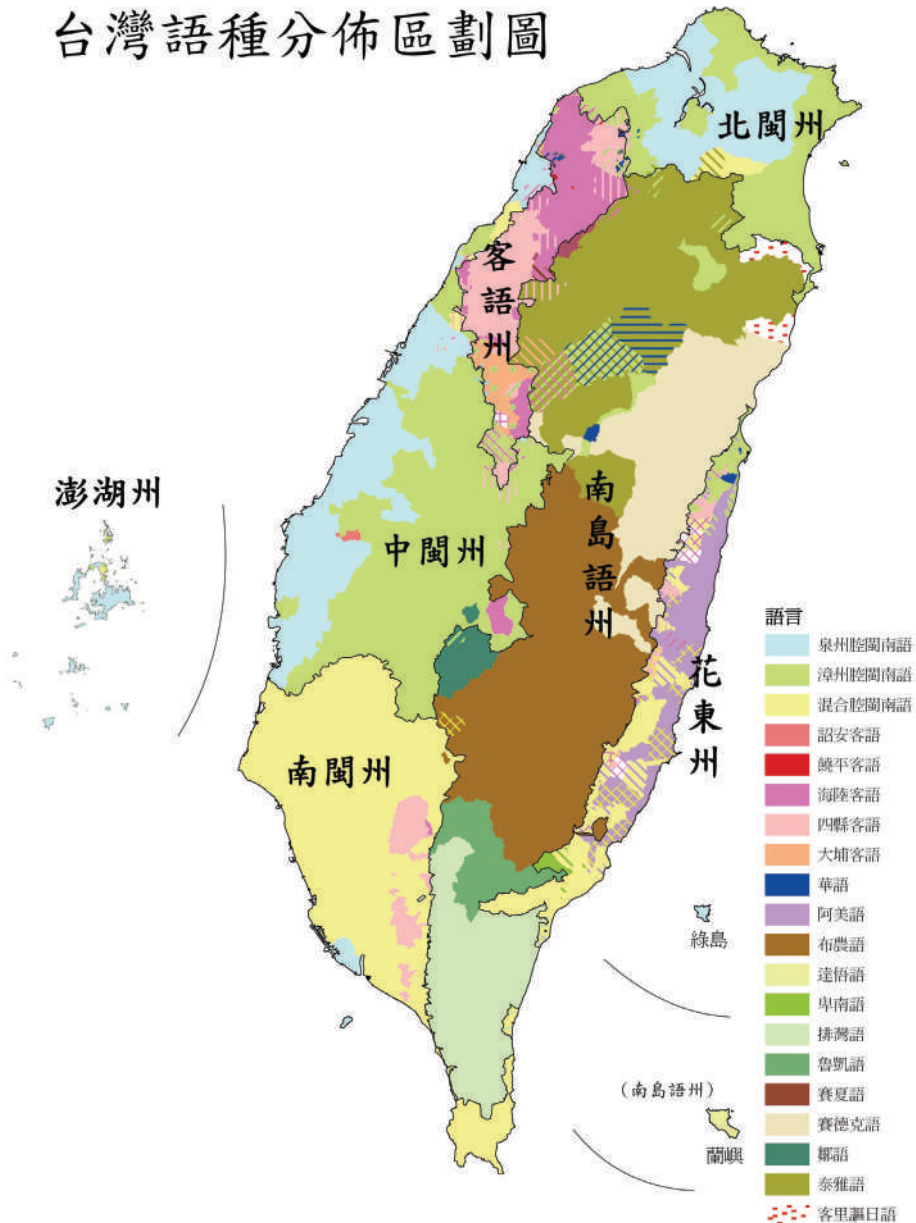 台灣語種分佈區劃圖
北閩州
客語州
澎湖州
中閩州
南島語州
花東州
南閩州
綠島
(南島語州)
蘭嶼
語言
泉州腔閩南語
漳州腔閩南語
混合腔閩南語
詔安客語
饒平客語
海陸客語
四縣客語
大埔客語
華語
阿美語
布農語
達悟語
卑南語
排灣語
魯凱語
賽夏語
賽德克語
鄒語
泰雅語
客里謳日語